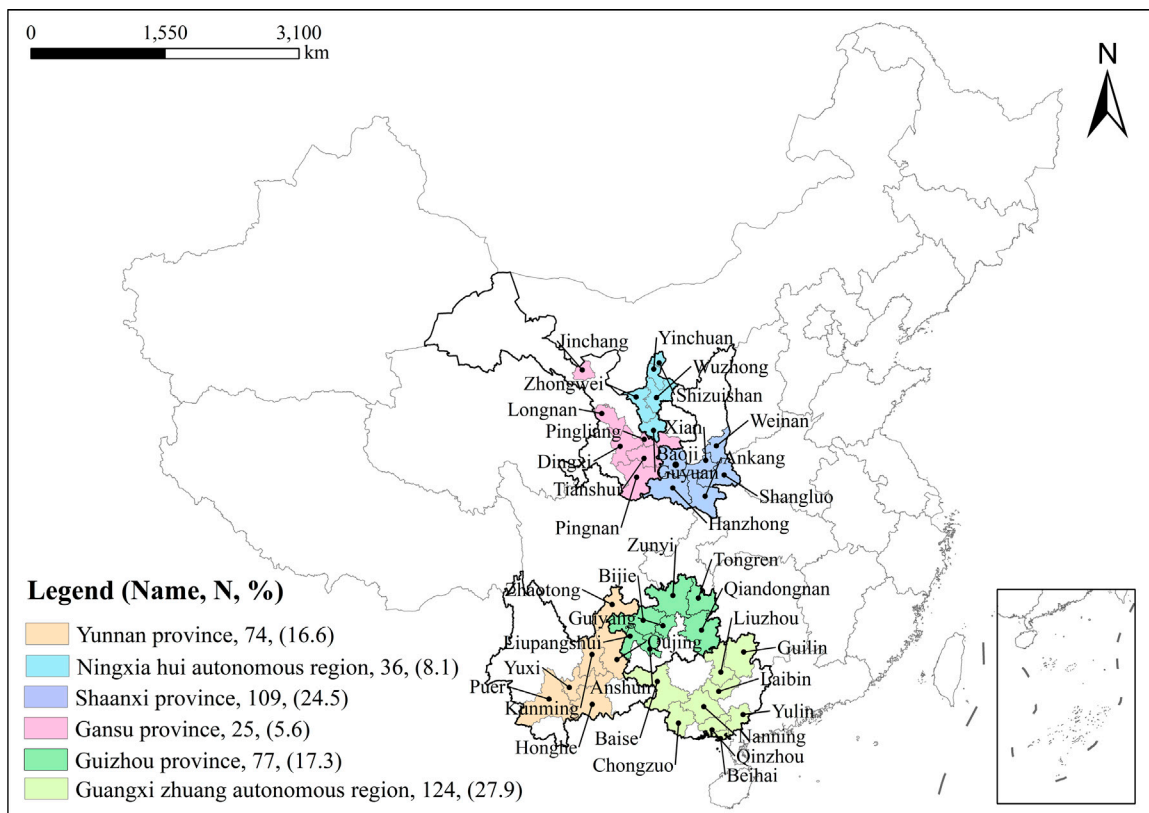 0 1,550 3,100
km
N
Jinchang
Yinchuan
Zhongwei
Wuzhong
Shizuishan
Longnan
Xian
Weinan
Pingliang
Baoji
Ankang
Dingxi
Guyuan
Tianshui
Shangluo
Pingnan
Hanzhong
Zunyi
Tongren
Bijie
Zhaotong
Qiandongnan
Guiyang
Liuzhou
Liupangshui
Qujing
Guilin
Yuxi
Puer
Anshun
Laibin
Kunming
Yulin
Honghe
Baise
Nanning
Chongzuo
Qinzhou
Beihai
Legend (Name, N, %)
Yunnan province, 74, (16.6)
Ningxia hui autonomous region, 36, (8.1)
Shaanxi province, 109, (24.5)
Gansu province, 25, (5.6)
Guizhou province, 77, (17.3)
Guangxi zhuang autonomous region, 124, (27.9)